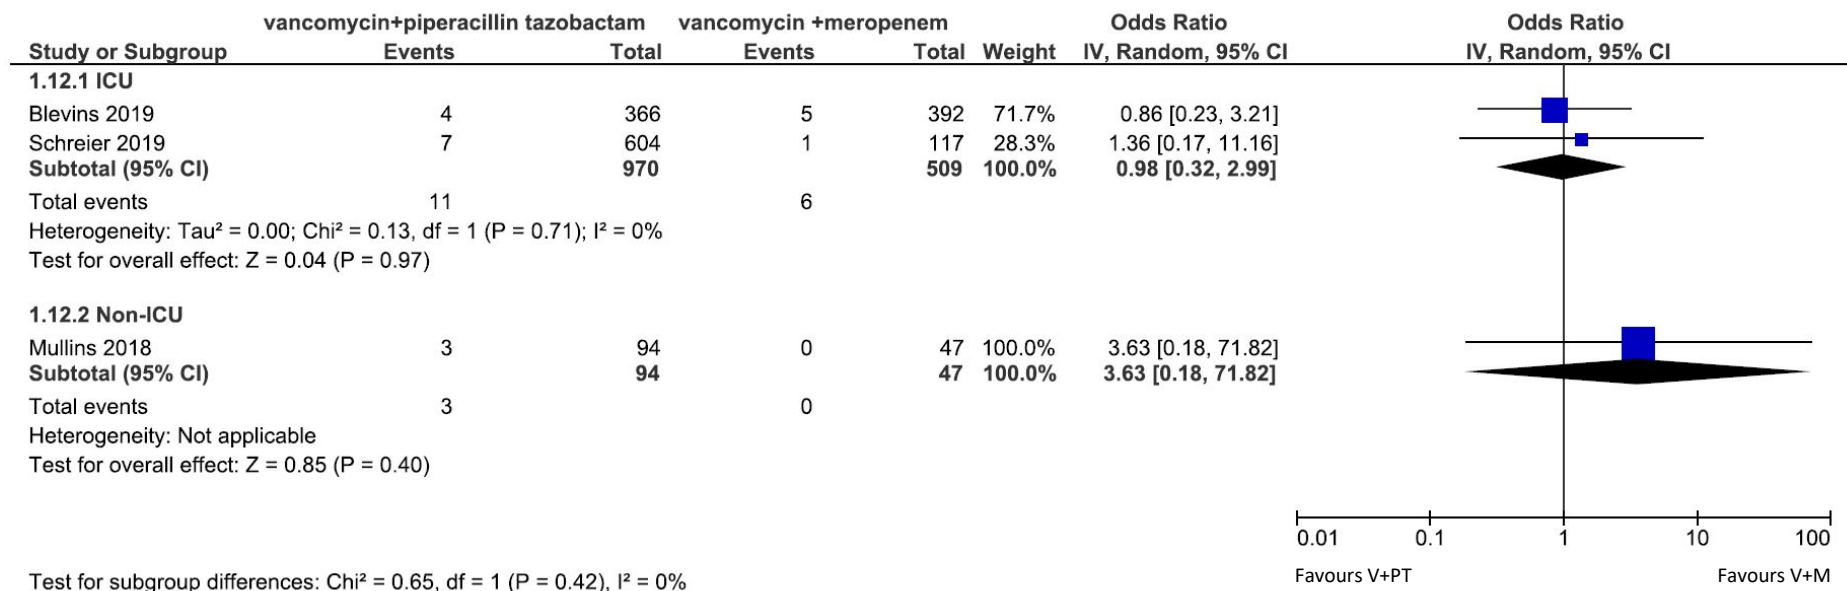 vancomycin+piperacillin tazobactam vancomycin +meropenem Odds Ratio Odds Ratio
Study or Subgroup Events Total Events Total Weight IV, Random, 95% CI IV, Random, 95% CI
1.12.1 ICU
Blevins 2019 4 366 5 392 71.7% 0.86 [0.23, 3.21]
Schreier 2019 7 604 1 117 28.3% 1.36 [0.17, 11.16]
Subtotal (95% CI) 970 509 100.0% 0.98 [0.32, 2.99]
Total events 11 6
Heterogeneity: Tau² = 0.00; Chi² = 0.13, df = 1 (P = 0.71); I² = 0%
Test for overall effect: Z = 0.04 (P = 0.97)
1.12.2 Non-ICU
Mullins 2018 3 94 0 47 100.0% 3.63 [0.18, 71.82]
Subtotal (95% CI) 94 47 100.0% 3.63 [0.18, 71.82]
Total events 3 0
Heterogeneity: Not applicable
Test for overall effect: Z = 0.85 (P = 0.40)
0.01 0.1 1 10 100
Favours V+PT Favours V+M
Test for subgroup differences: Chi² = 0.65, df = 1 (P = 0.42), I² = 0%